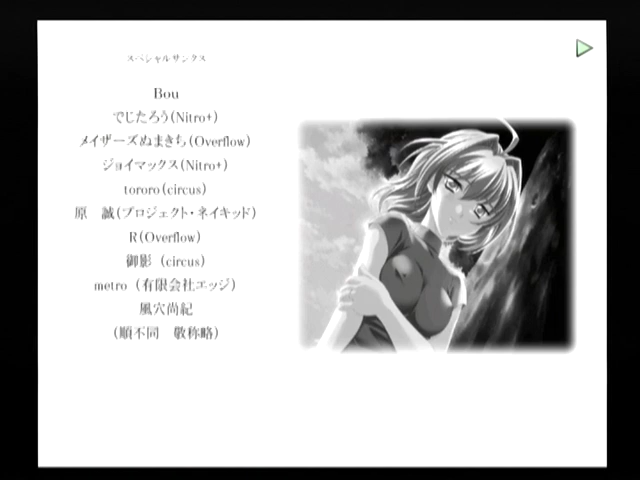 スペシャルサンクス
Bou
でじたろう(Nitro+)
メイザーズぬまきち(Overflow)
ジョイマックス(Nitro+)
tororo(circus)
原　誠(プロジェクト・ネイキッド)
R(Overflow)
御影 (circus)
metro (有限会社エッジ)
風穴尚紀
(順不同　敬称略)